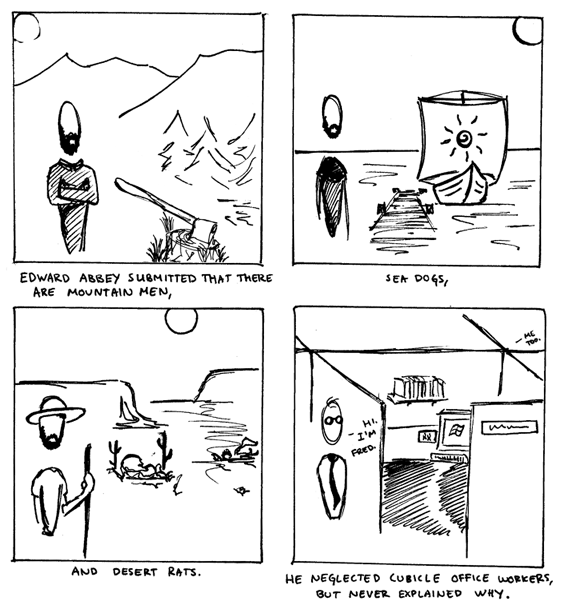 EDWARD ABBEY SUBMITTED THAT THERE
ARE MOUNTAIN MEN,
SEA DOGS,
AND DESERT RATS.
— ME
TOO.
HI.
I'M
FRED.
HE NEGLECTED CUBICLE OFFICE WORKERS,
BUT NEVER EXPLAINED WHY.